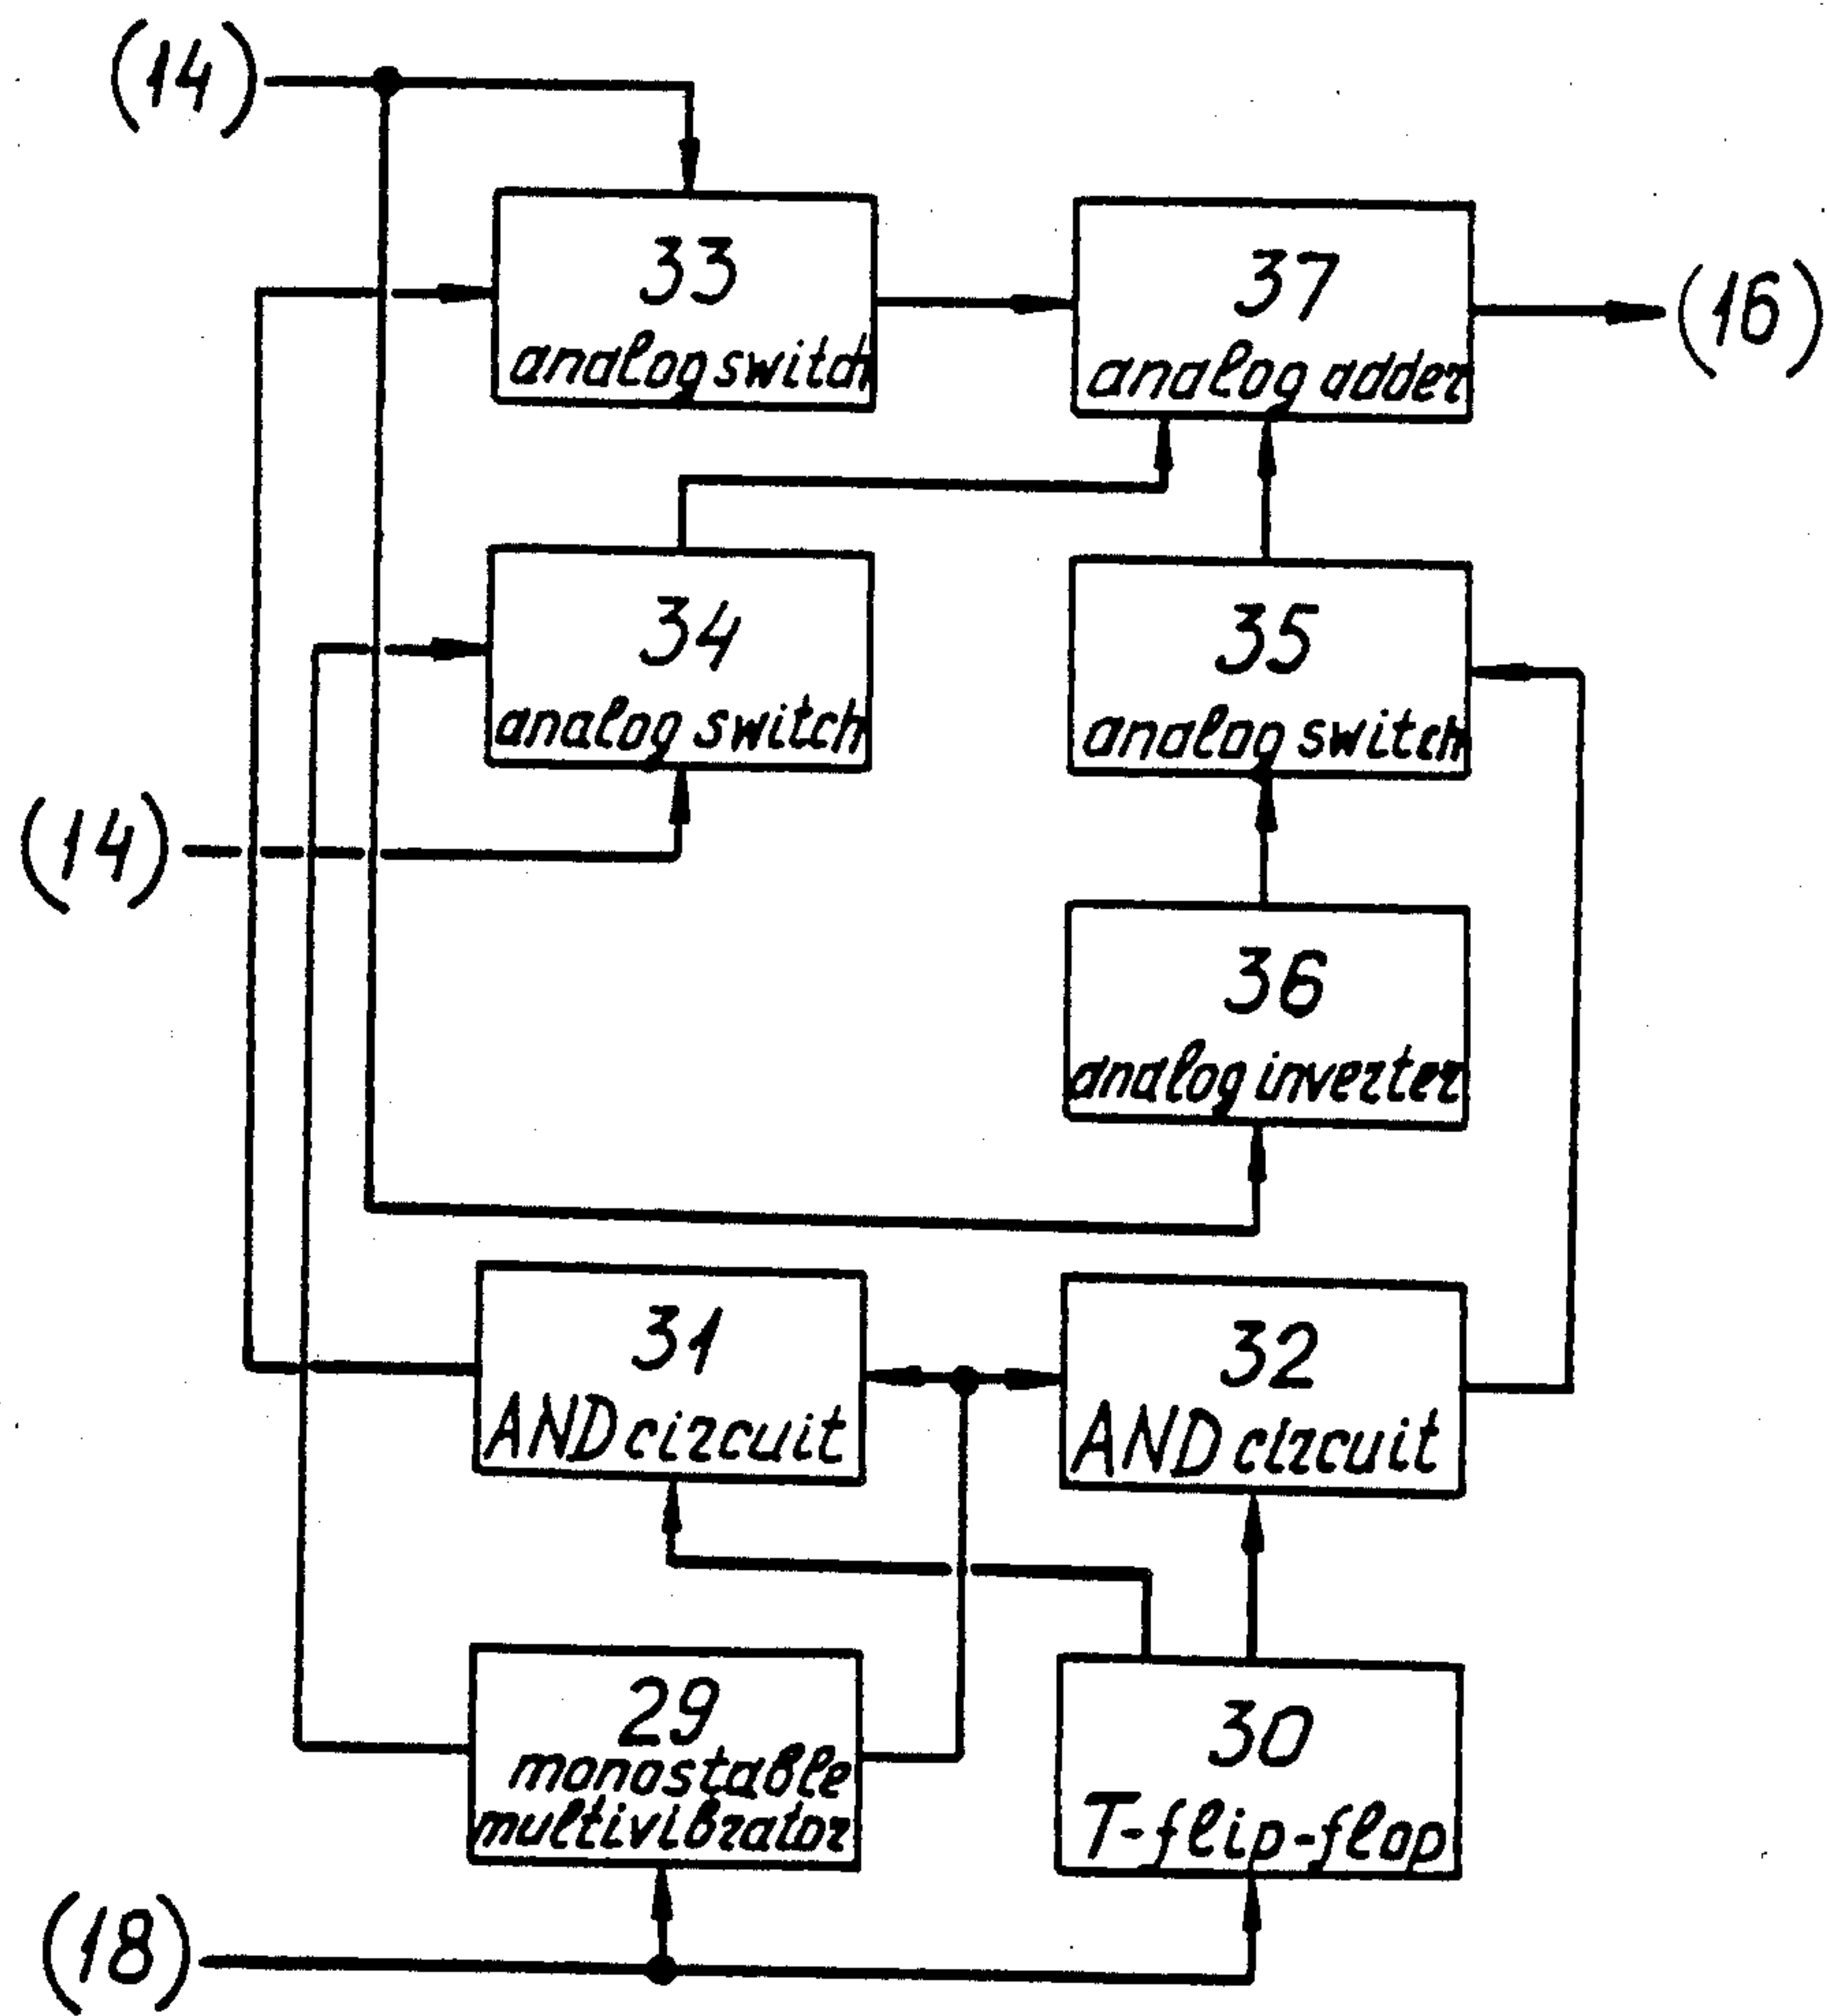 (14)
33
analog switch
37
analog adder
(16)
34
analog switch
35
analog switch
(14)
36
analog inverter
31
AND circuit
32
AND circuit
29
monostable
multivibrator
30
T-flip-flop
(18)